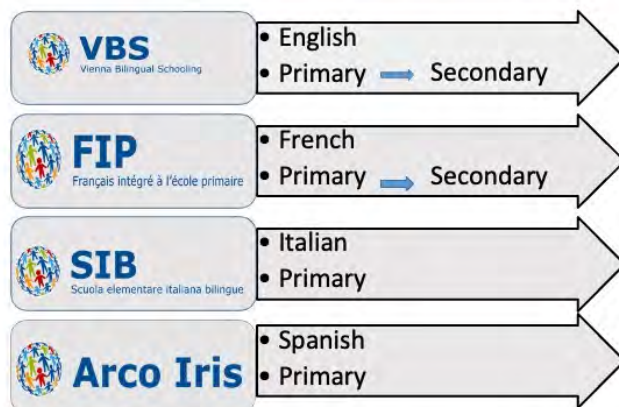 VBS
Vienna Bilingual Schooling
• English
• Primary → Secondary
FIP
Français intégré à l'école primaire
• French
• Primary → Secondary
SIB
Scuola elementare italiana bilingue
• Italian
• Primary
Arco Iris
• Spanish
• Primary